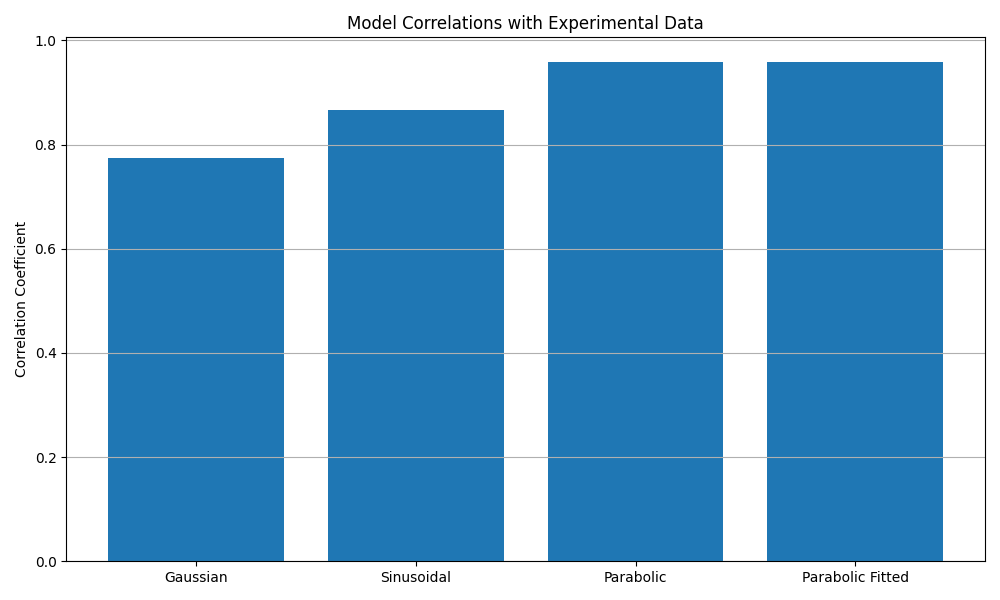 Model Correlations with Experimental Data
Correlation Coefficient
1.0
0.8
0.6
0.4
0.2
0.0
Gaussian
Sinusoidal
Parabolic
Parabolic Fitted